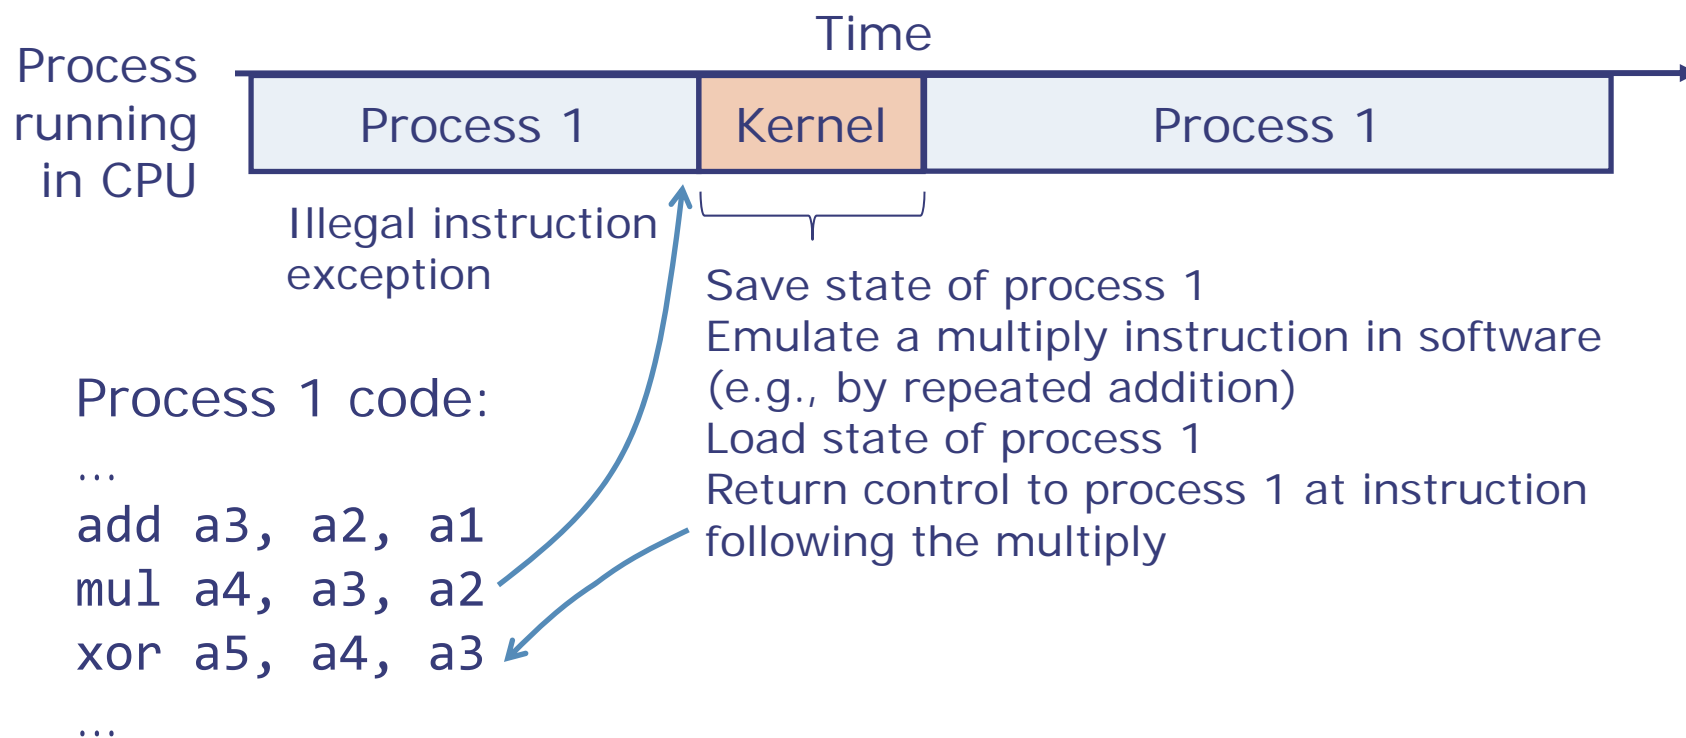 Time
Process
running
in CPU
Process 1
Kernel
Process 1
Illegal instruction
exception
Save state of process 1
Emulate a multiply instruction in software
(e.g., by repeated addition)
Load state of process 1
Return control to process 1 at instruction
following the multiply
Process 1 code:
…
add a3, a2, a1
mul a4, a3, a2
xor a5, a4, a3
…